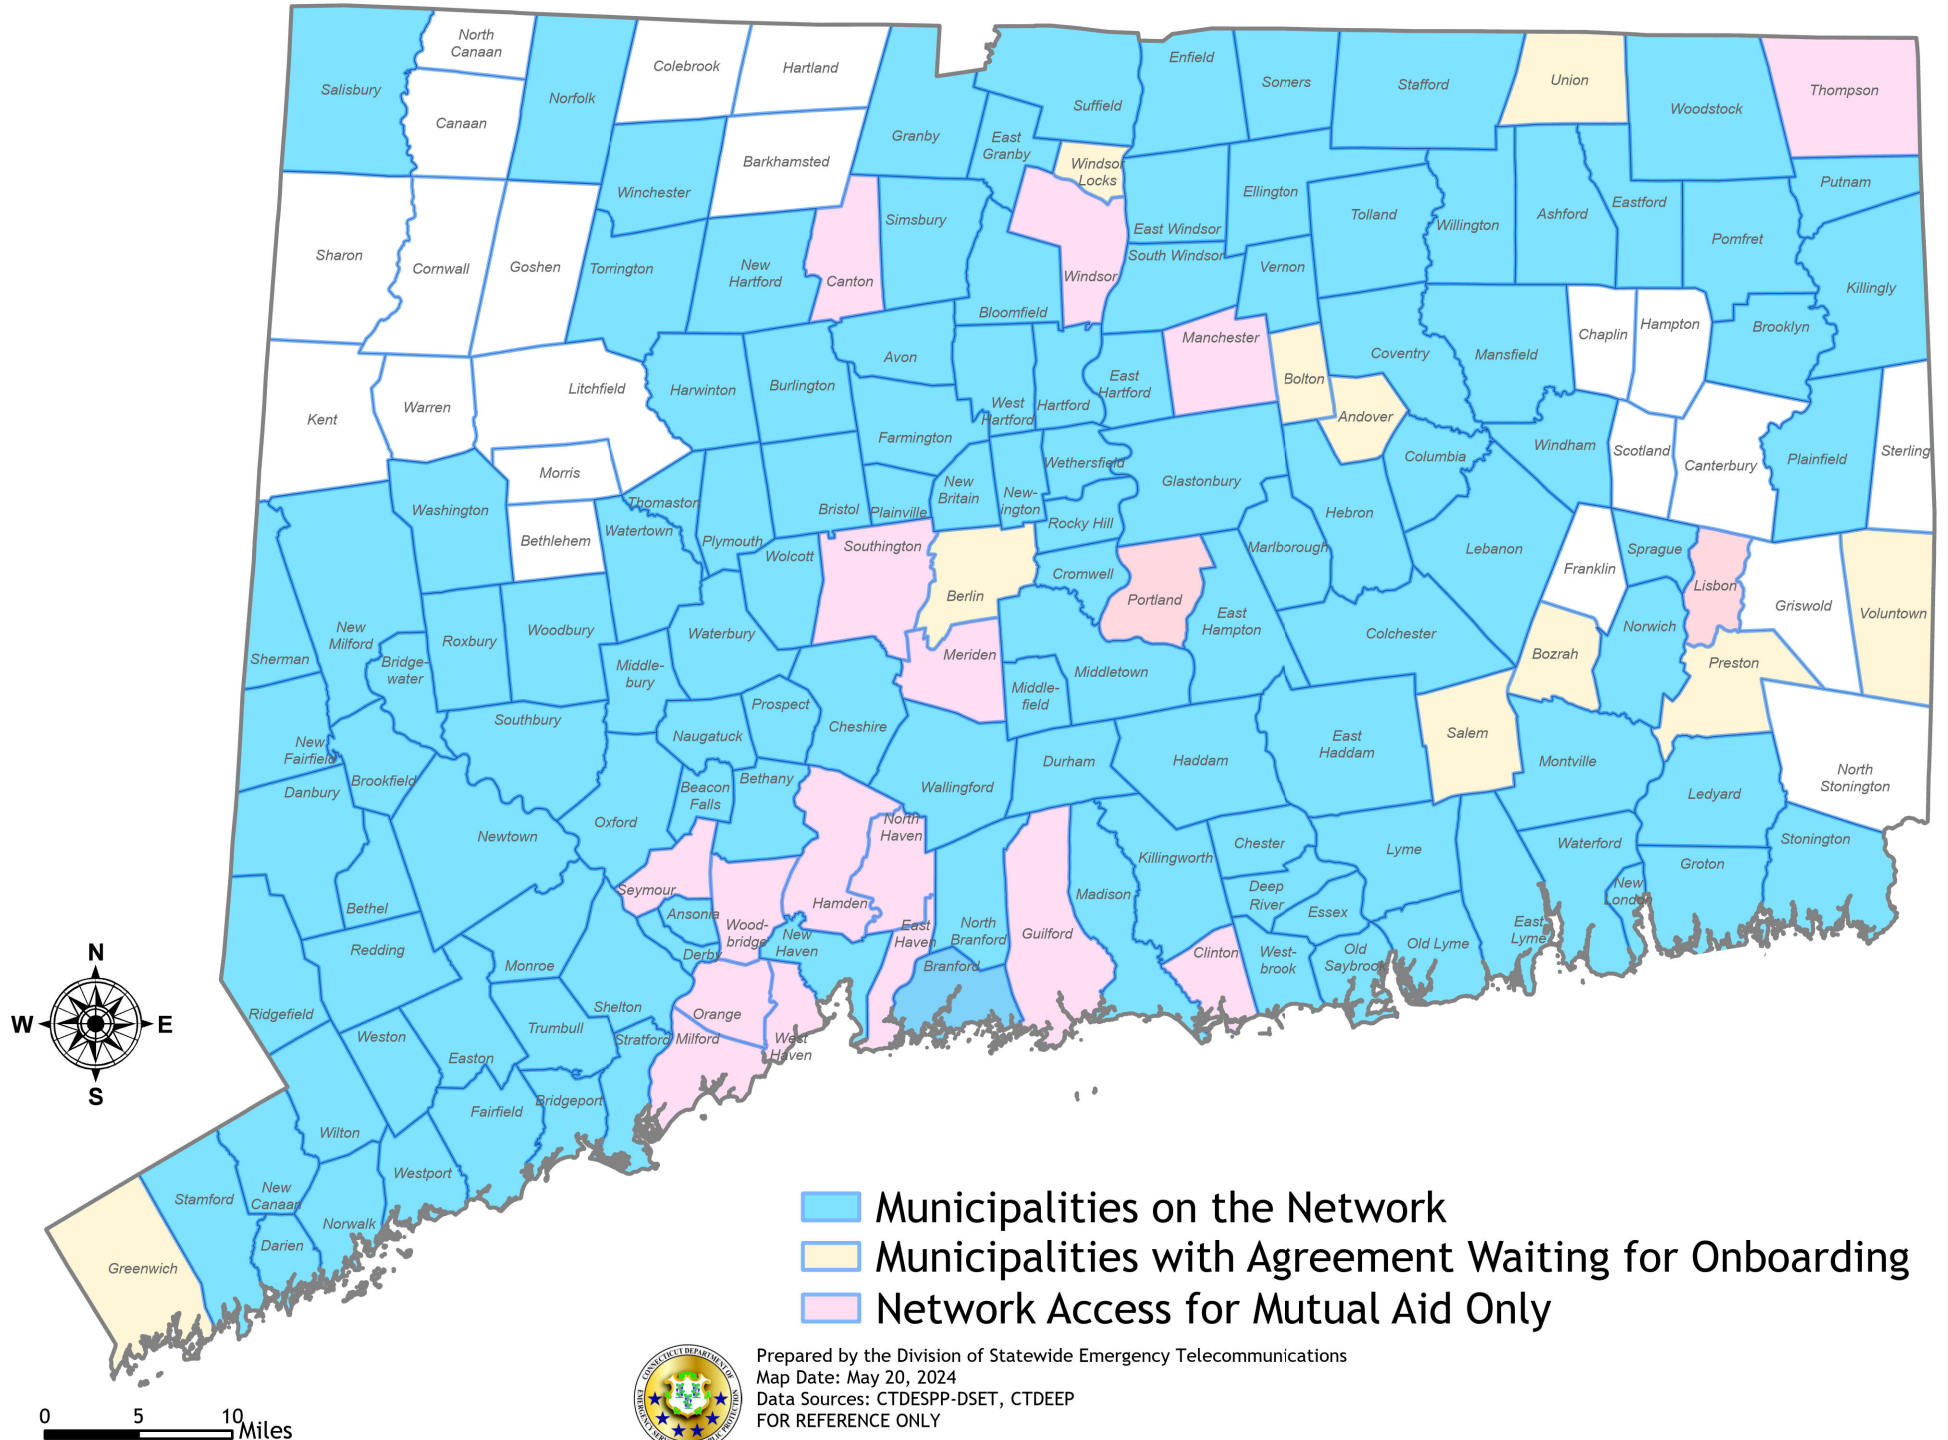 North
Canaan
Salisbury
Norfolk
Colebrook
Hartland
Canaan
Barkhamsted
Granby
East
Granby
Suffield
Enfield
Somers
Stafford
Union
Woodstock
Thompson
Windsor
Locks
Winchester
Simsbury
East Windsor
Ellington
Tolland
Willington
Ashford
Eastford
Putnam
Pomfret
Sharon
Cornwall
Goshen
Torrington
New
Hartford
Canton
Windsor
South Windsor
Vernon
Killingly
Bloomfield
Manchester
Chaplin
Hampton
Brooklyn
Kent
Warren
Litchfield
Harwinton
Burlington
Avon
East
Hartford
Bolton
Coventry
Mansfield
Morris
Farmington
West
Hartford
Hartford
Andover
Columbia
Windham
Scotland
Canterbury
Plainfield
Sterling
Washington
Thomaston
Watertown
Plymouth
Bristol
Plainville
New
Britain
New-
ington
Wethersfield
Rocky Hill
Glastonbury
Hebron
Marlborough
Lebanon
Bethlehem
Wolcott
Southington
Berlin
Cromwell
Portland
East
Hampton
Colchester
Franklin
Sprague
Lisbon
Griswold
Voluntown
Norwich
Bozrah
Preston
Sherman
New
Milford
Bridge-
water
Roxbury
Woodbury
Waterbury
Middle-
bury
Meriden
Middletown
Middle-
field
Southbury
Naugatuck
Prospect
Cheshire
Durham
Haddam
East
Haddam
Salem
Montville
North
Stonington
Ledyard
New
Fairfield
Brookfield
Danbury
Newtown
Oxford
Beacon
Falls
Bethany
Wallingford
North
Haven
Killingworth
Chester
Lyme
Waterford
Groton
Stonington
New
London
Bethel
Seymour
Ansonia
Wood-
bridge
Hamden
New
Haven
East
Haven
North
Branford
Guilford
Madison
Deep
River
Essex
East
Lyme
Redding
Monroe
Derby
Branford
Clinton
West-
brook
Old
Saybrook
Old Lyme
Ridgefield
Weston
Easton
Trumbull
Shelton
Stratford
Orange
Milford
West
Haven
Wilton
Fairfield
Bridgeport
Westport
Stamford
New
Canaan
Norwalk
Darien
Greenwich
N
W
E
S
Municipalities on the Network
Municipalities with Agreement Waiting for Onboarding
Network Access for Mutual Aid Only
Prepared by the Division of Statewide Emergency Telecommunications
Map Date: May 20, 2024
Data Sources: CTDESPP-DSET, CTDEEP
FOR REFERENCE ONLY
CONNECTICUT DEPARTMENT OF
0 5 10 Miles